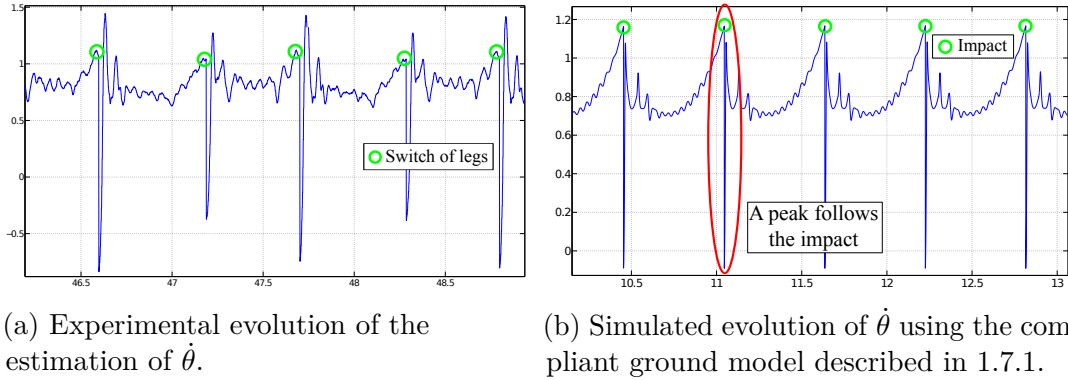 1
0.5
0
−0.5
46.5
47
47.5
48
48.5
Switch of legs
1.2
1
0.8
0.6
0.4
0.2
0
10.5
11
11.5
12
12.5
13
Impact
A peak follows
the impact
(a) Experimental evolution of the
estimation of θ̇.
(b) Simulated evolution of θ̇ using the com
pliant ground model described in 1.7.1.